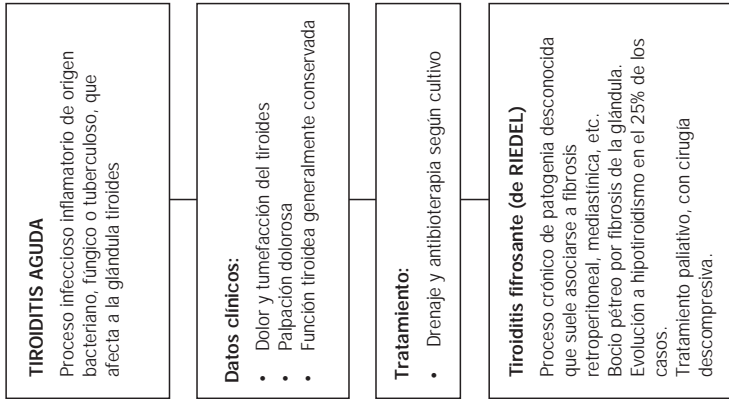 TIROIDITIS AGUDA
Proceso infeccioso inflamatorio de origen
bacteriano, fúngico o tuberculoso, que
afecta a la glándula tiroides
Datos clínicos:
• Dolor y tumefacción del tiroides
• Palpación dolorosa
• Función tiroidea generalmente conservada
Tratamiento:
• Drenaje y antibioterapia según cultivo
Tiroiditis fifrosante (de RIEDEL)
Proceso crónico de patogenia desconocida
que suele asociarse a fibrosis
retroperitoneal, mediastínica, etc.
Bocio pétreo por fibrosis de la glándula.
Evolución a hipotiroidismo en el 25% de los
casos.
Tratamiento paliativo, con cirugía
descompresiva.